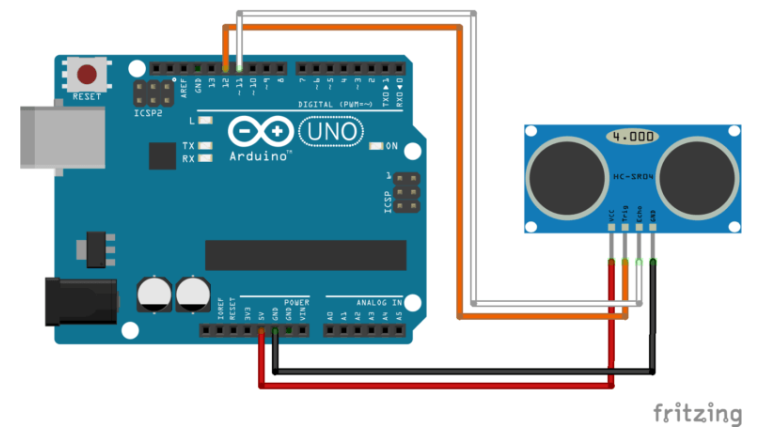 RESET
ICSP2
AREF
GND
13
12
~11
~10
~9
8
7
~6
~5
4
~3
2
TXD▶1
RXD◀0
DIGITAL (PWM=~)
L
TX
RX
UNO
Arduino™
ON
1
ICSP
4.000
HC-SR04
VCC
Trig
Echo
GND
POWER
ANALOG IN
IOREF
RESET
3V3
5V
GND
GND
VIN
A0
A1
A2
A3
A4
A5
fritzing